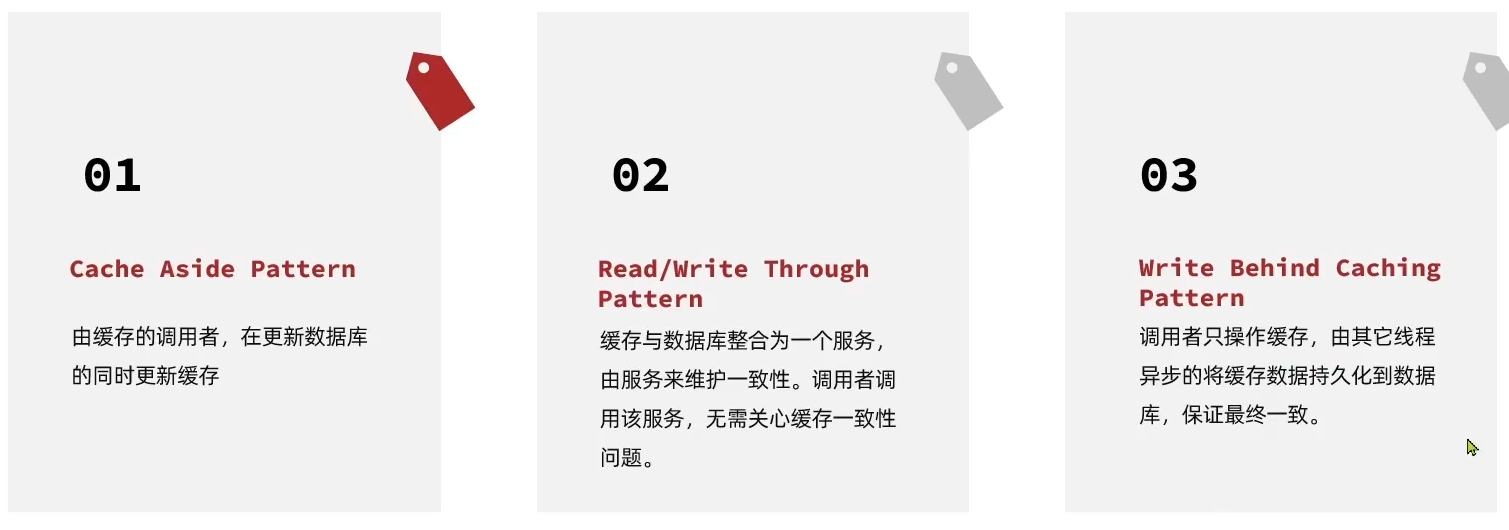 01
Cache Aside Pattern
由缓存的调用者，在更新数据库
的同时更新缓存
02
Read/Write Through
Pattern
缓存与数据库整合为一个服务，
由服务来维护一致性。调用者调
用该服务，无需关心缓存一致性
问题。
03
Write Behind Caching
Pattern
调用者只操作缓存，由其它线程
异步的将缓存数据持久化到数据
库，保证最终一致。